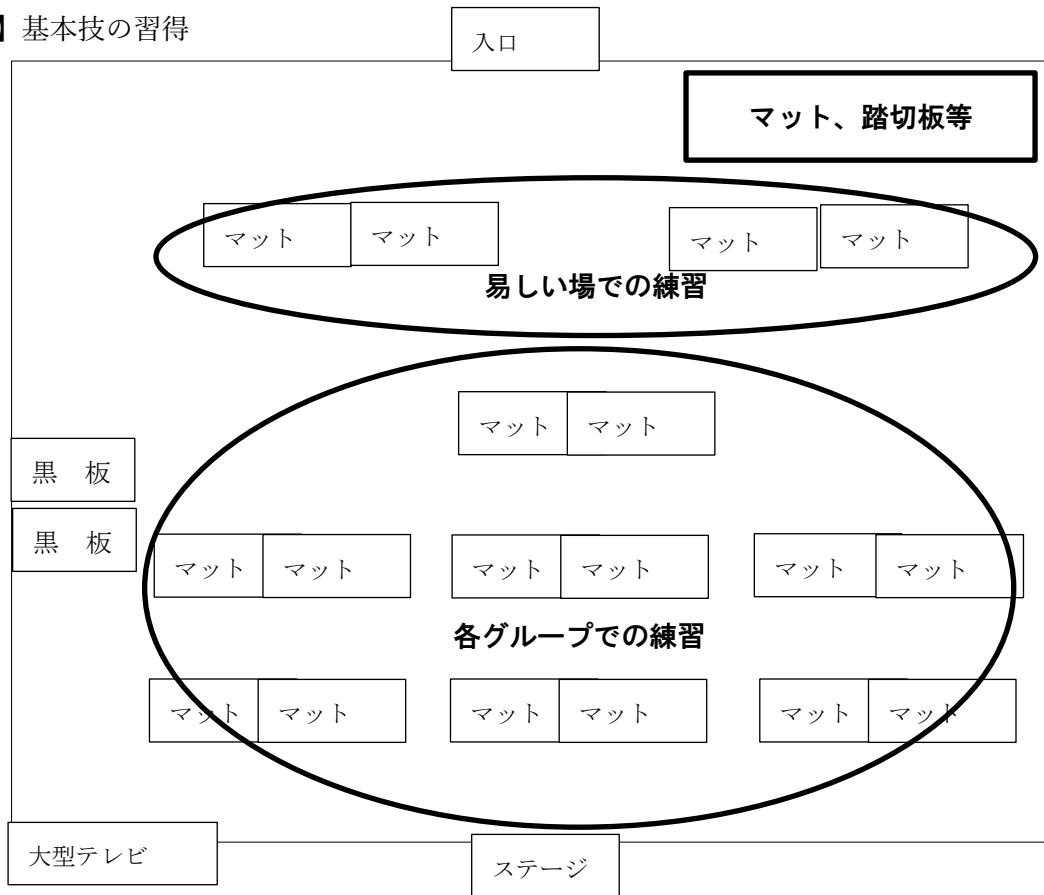 】基本技の習得
入口
マット、踏切板等
マット マット マット マット
易しい場での練習
マット マット
黒 板
黒 板
マット マット マット マット マット マット
各グループでの練習
マット マット マット マット マット マット
大型テレビ
ステージ